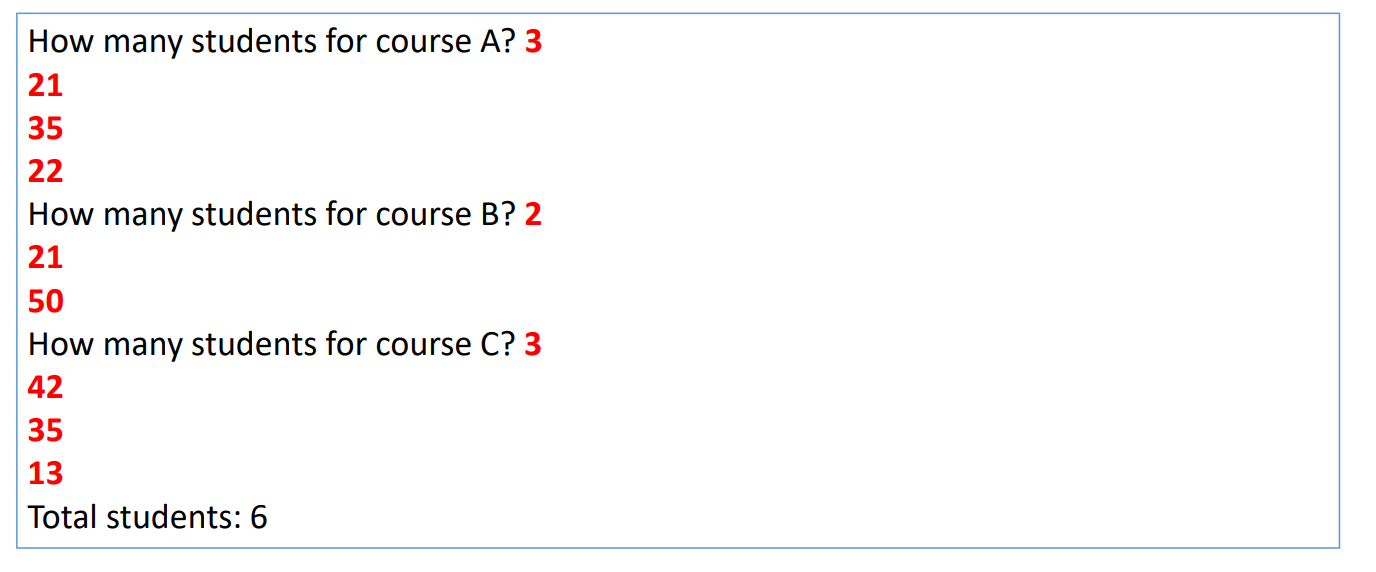 How many students for course A? 3
21
35
22
How many students for course B? 2
21
50
How many students for course C? 3
42
35
13
Total students: 6